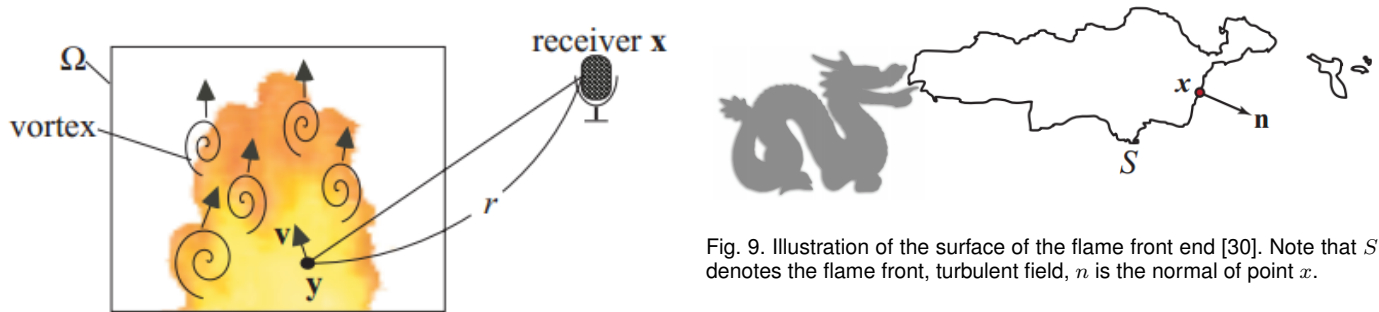 Ω
vortex
v
y
r
receiver x
x
n
S
Fig. 9. Illustration of the surface of the flame front end [30]. Note that S
denotes the flame front, turbulent field, n is the normal of point x.